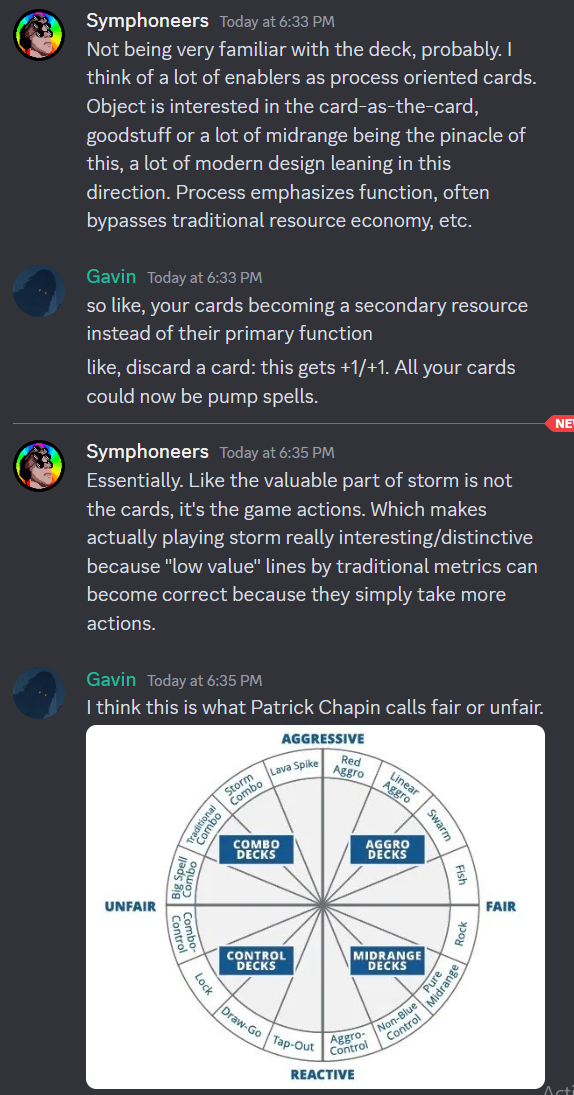 Symphoneers Today at 6:33 PM
Not being very familiar with the deck, probably. I
think of a lot of enablers as process oriented cards.
Object is interested in the card-as-the-card,
goodstuff or a lot of midrange being the pinacle of
this, a lot of modern design leaning in this
direction. Process emphasizes function, often
bypasses traditional resource economy, etc.
Gavin Today at 6:33 PM
so like, your cards becoming a secondary resource
instead of their primary function
like, discard a card: this gets +1/+1. All your cards
could now be pump spells.
NEW
Symphoneers Today at 6:35 PM
Essentially. Like the valuable part of storm is not
the cards, it's the game actions. Which makes
actually playing storm really interesting/distinctive
because "low value" lines by traditional metrics can
become correct because they simply take more
actions.
Gavin Today at 6:35 PM
I think this is what Patrick Chapin calls fair or unfair.
AGGRESSIVE
Lava Spike
Red
Aggro
Storm
Combo
Linear
Aggro
Traditional
Combo
Swarm
COMBO
DECKS
AGGRO
DECKS
Big Spell
Combo
Fish
UNFAIR
FAIR
Combo-
Control
Rock
CONTROL
DECKS
MIDRANGE
DECKS
Lock
Pure
Midrange
Draw-Go
Non-Blue
Control
Tap-Out
Aggro-
Control
REACTIVE